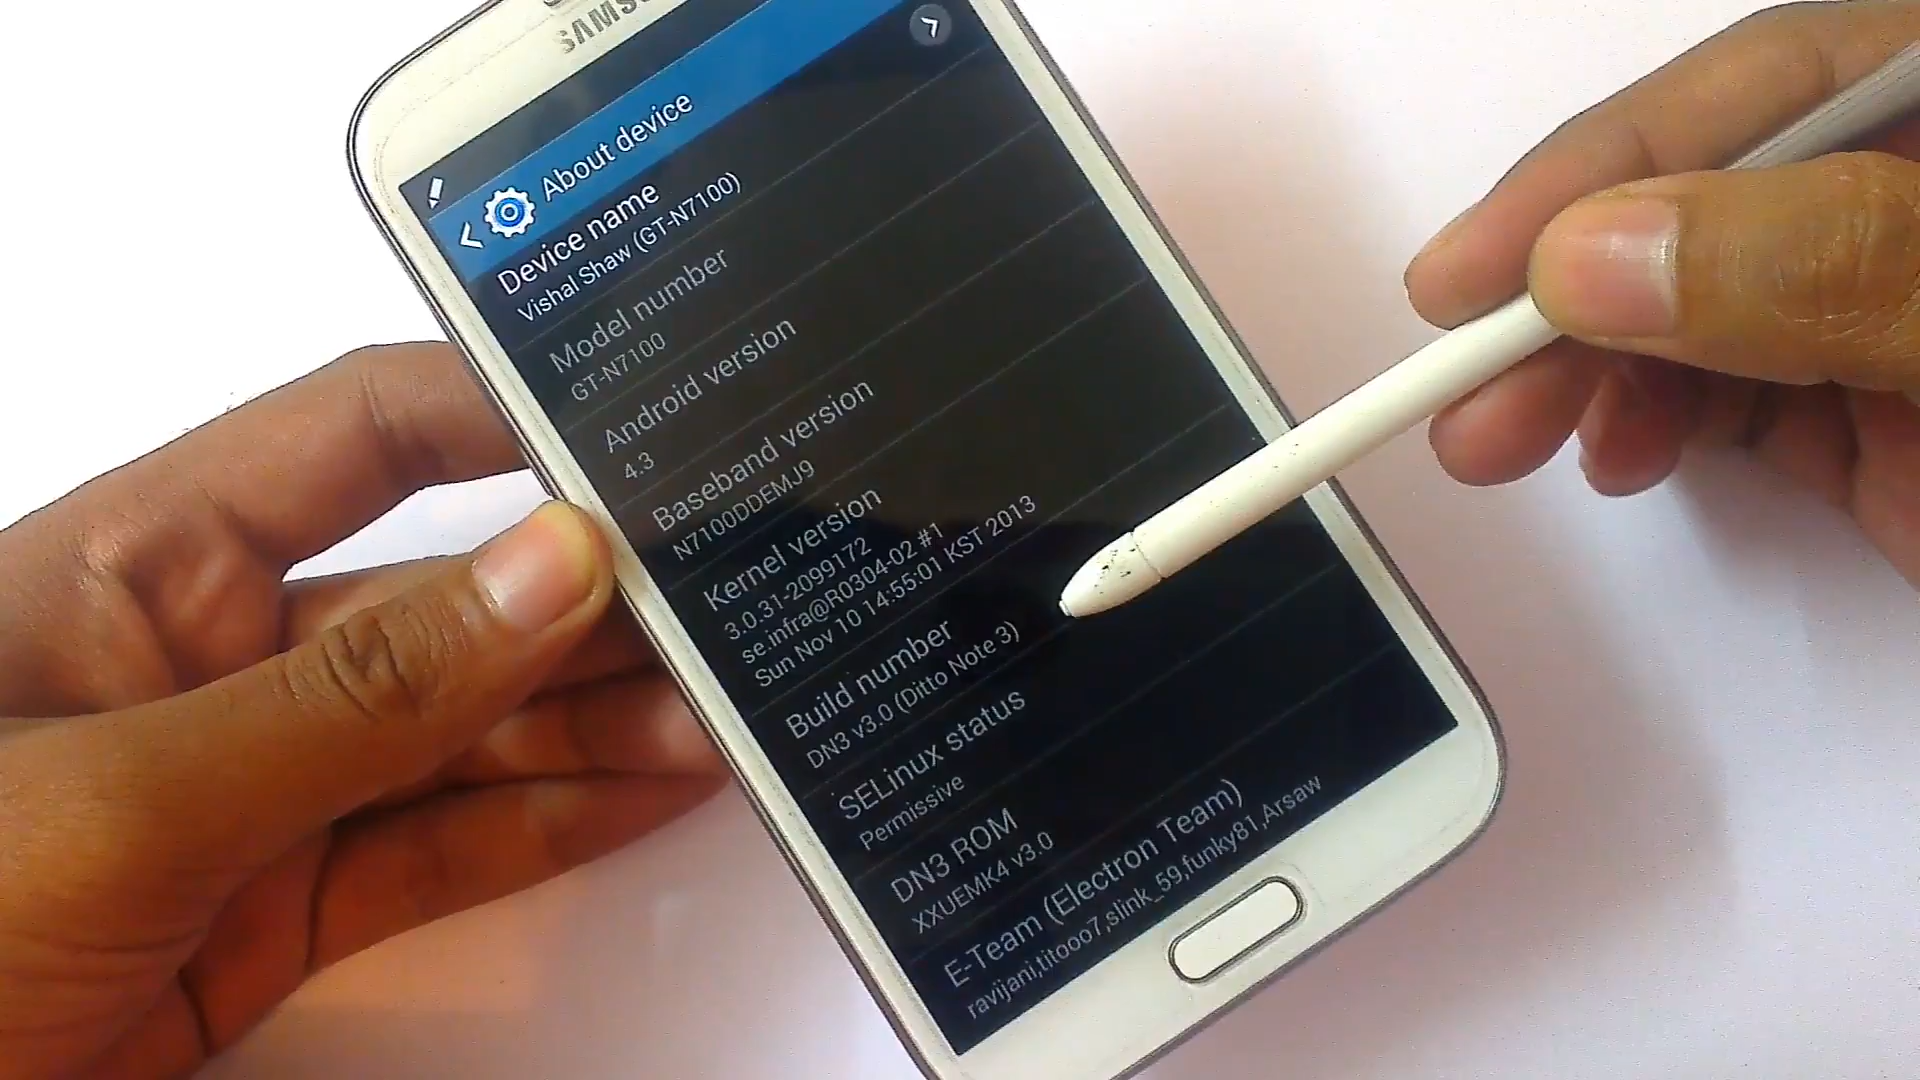 SAMSU
About device
Device name
Vishal Shaw (GT-N7100)
Model number
GT-N7100
Android version
4.3
Baseband version
N7100DDEMJ9
Kernel version
3.0.31-2099172
se.infra@R0304-02 #1
Sun Nov 10 14:55:01 KST 2013
Build number
DN3 v3.0 (Ditto Note 3)
SELinux status
Permissive
DN3 ROM
XXUEMK4 v3.0
E-Team (Electron Team)
ravijani,titooo7,slink_59,funky81,Arsaw